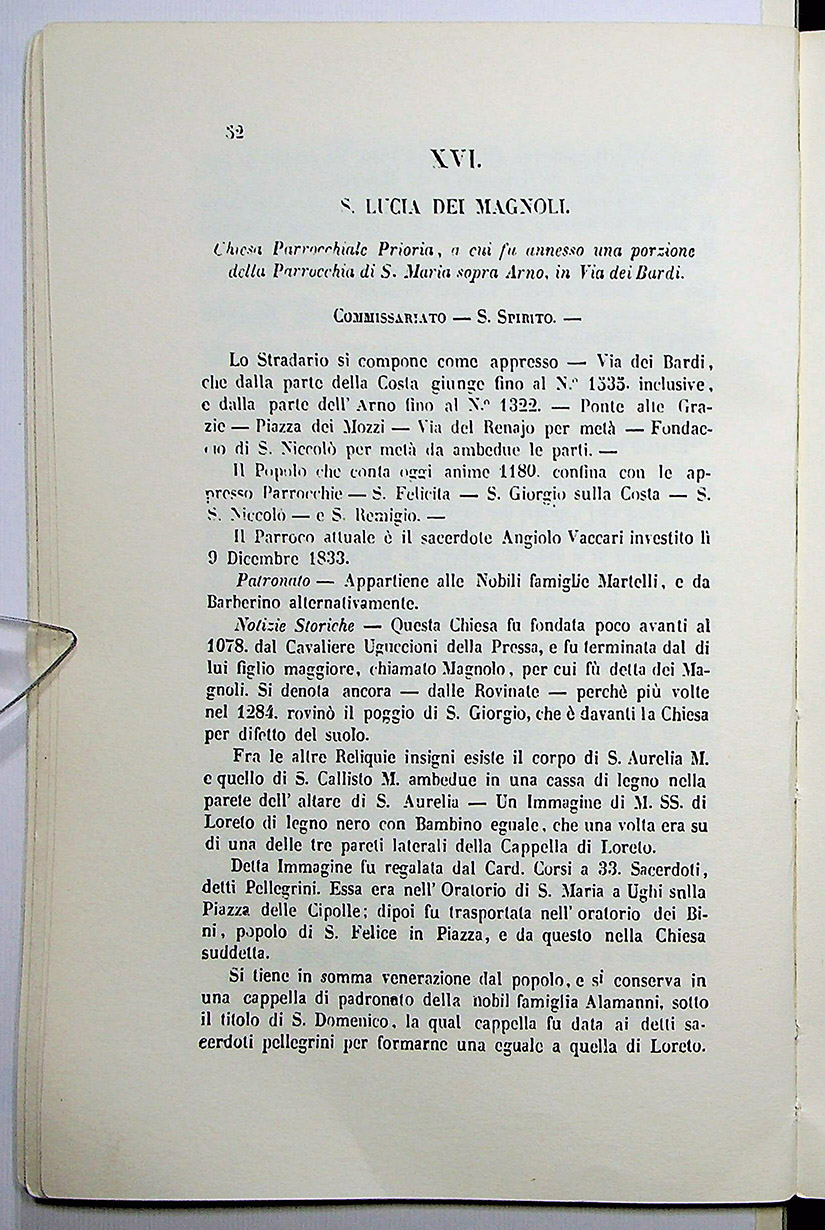 52
XVI.
S. LUCIA DEI MAGNOLI.
Chiesa Parrocchiale Prioria, a cui fu annesso una porzione
della Parrocchia di S. Maria sopra Arno, in Via dei Bardi.
COMMISSARIATO — S. SPIRITO. —
Lo Stradario si compone come appresso — Via dei Bardi,
che dalla parte della Costa giunge fino al N.º 1335. inclusive,
e dalla parte dell' Arno fino al N.º 1322. — Ponte alle Gra-
zie — Piazza dei Mozzi — Via del Renajo per metà — Fondac-
cio di S. Niccolò per metà da ambedue le parti. —
Il Popolo che conta oggi anime 1180. confina con le ap-
presso Parrocchie — S. Felicita — S. Giorgio sulla Costa — S.
S. Niccolò — e S. Remigio. —
Il Parroco attuale è il sacerdote Angiolo Vaccari investito li
9 Dicembre 1833.
Patronato — Appartiene alle Nobili famiglie Martelli, e da
Barberino alternativamente.
Notizie Storiche — Questa Chiesa fu fondata poco avanti al
1078. dal Cavaliere Uguccioni della Pressa, e fu terminata dal di
lui figlio maggiore, chiamato Magnolo, per cui fù detta dei Ma-
gnoli. Si denota ancora — dalle Rovinate — perchè più volte
nel 1284. rovinò il poggio di S. Giorgio, che è davanti la Chiesa
per difetto del suolo.
Fra le altre Reliquie insigni esiste il corpo di S. Aurelia M.
e quello di S. Callisto M. ambedue in una cassa di legno nella
parete dell' altare di S. Aurelia — Un Immagine di M. SS. di
Loreto di legno nero con Bambino eguale, che una volta era su
di una delle tre pareti laterali della Cappella di Loreto.
Detta Immagine fu regalata dal Card. Corsi a 33. Sacerdoti,
detti Pellegrini. Essa era nell' Oratorio di S. Maria a Ughi sulla
Piazza delle Cipolle; dipoi fu trasportata nell' oratorio dei Bi-
ni, popolo di S. Felice in Piazza, e da questo nella Chiesa
suddetta.
Si tiene in somma venerazione dal popolo, e si conserva in
una cappella di padronato della nobil famiglia Alamanni, sotto
il titolo di S. Domenico, la qual cappella fu data ai detti sa-
cerdoti pellegrini per formarne una eguale a quella di Loreto.